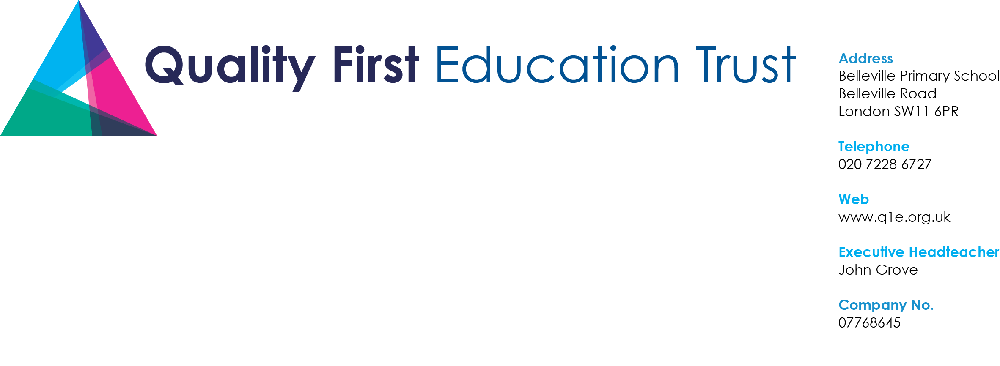 Quality First Education Trust
Address
Belleville Primary School
Belleville Road
London SW11 6PR
Telephone
020 7228 6727
Web
www.q1e.org.uk
Executive Headteacher
John Grove
Company No.
07768645